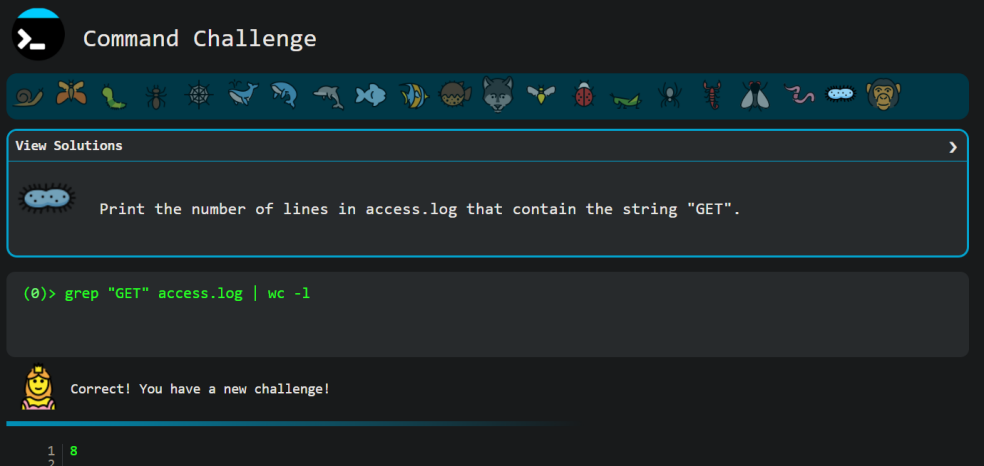 Command Challenge
View Solutions
Print the number of lines in access.log that contain the string "GET".
(0)> grep "GET" access.log | wc -l
Correct! You have a new challenge!
1 8
2